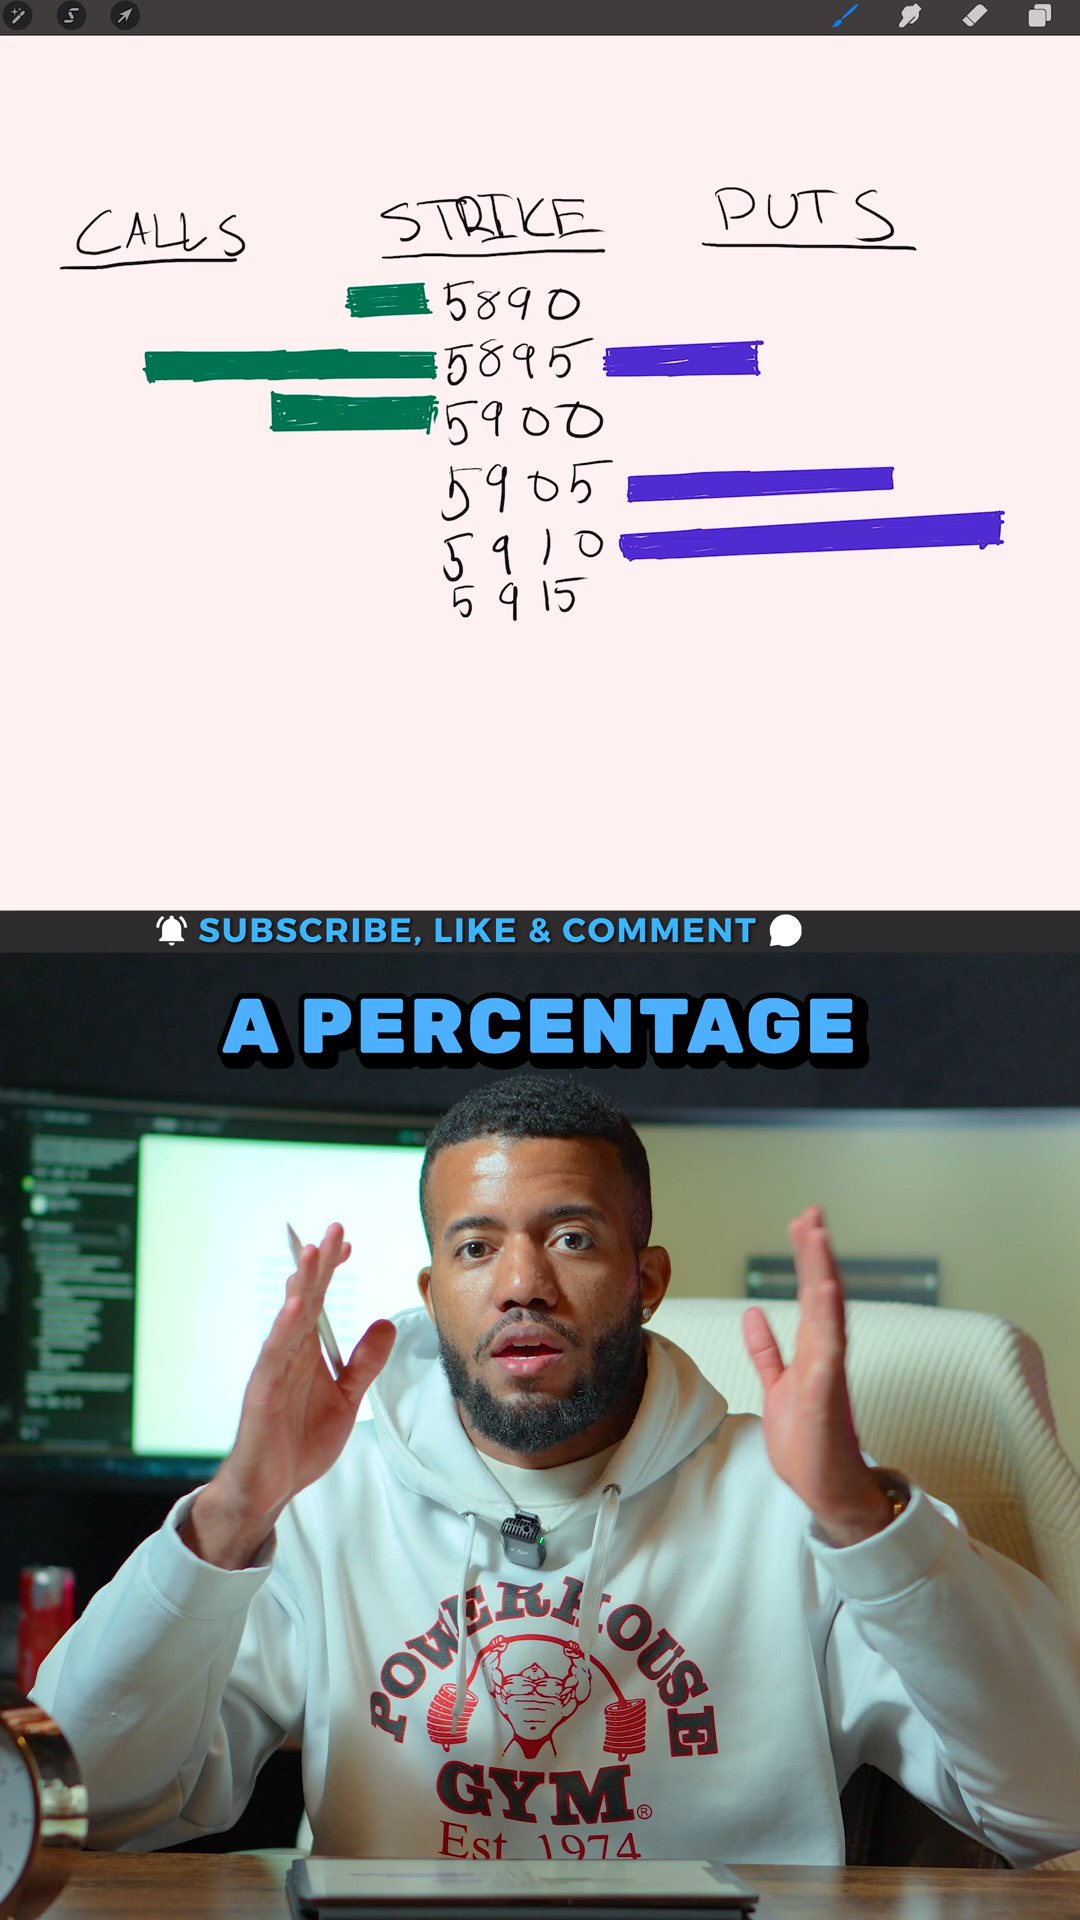 CALLS STRIKE PUTS
5890
5895
5900
5905
5910
5915
SUBSCRIBE, LIKE & COMMENT
A PERCENTAGE
POWERHOUSE
GYM®
Est. 1974